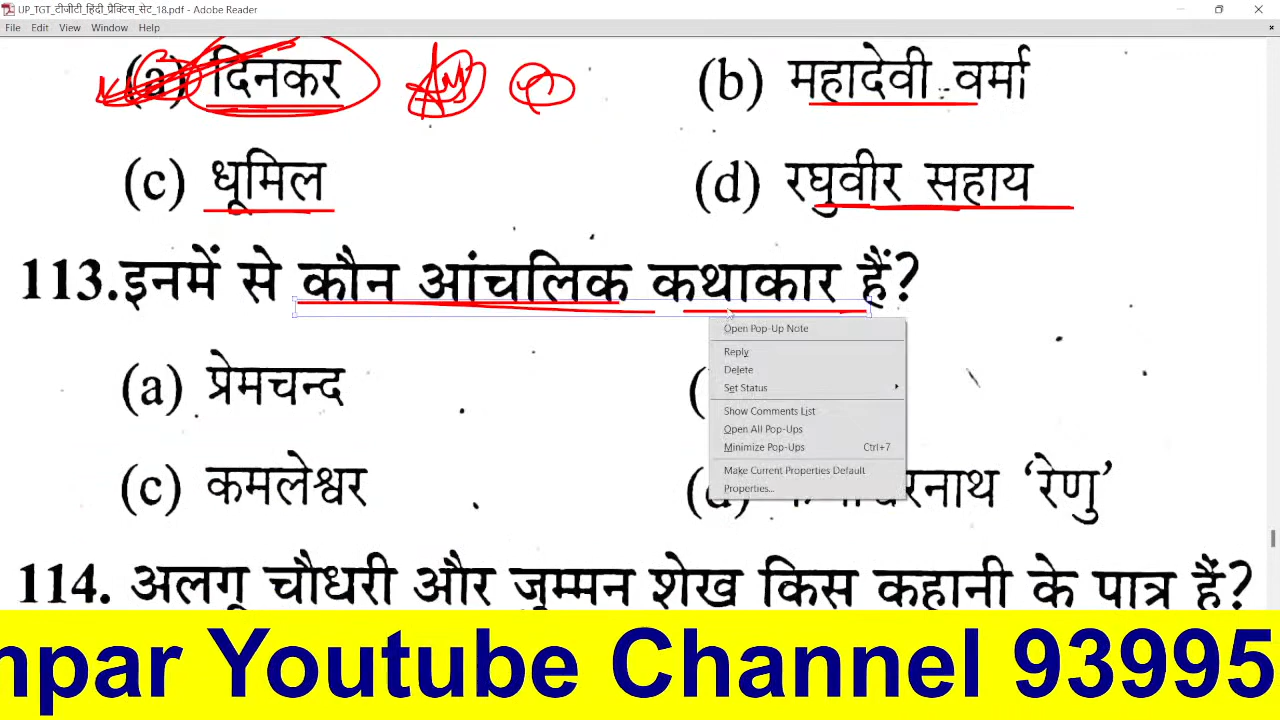 UP_TGT_टीजीटी_हिंदी_प्रैक्टिस_सेट_18.pdf - Adobe Reader
File Edit View Window Help
(a) दिनकर (b) महादेवी वर्मा
(c) धूमिल (d) रघुवीर सहाय
113.इनमें से कौन आंचलिक कथाकार हैं?
Open Pop-Up Note
Reply
Delete
Set Status
Show Comments List
Open All Pop-Ups
Minimize Pop-Ups Ctrl+7
Make Current Properties Default
Properties...
(a) प्रेमचन्द
(c) कमलेश्वर ‘रेणु’
114. अलगू चौधरी और जुम्मन शेख किस कहानी के पात्र हैं?
mpar Youtube Channel 93995